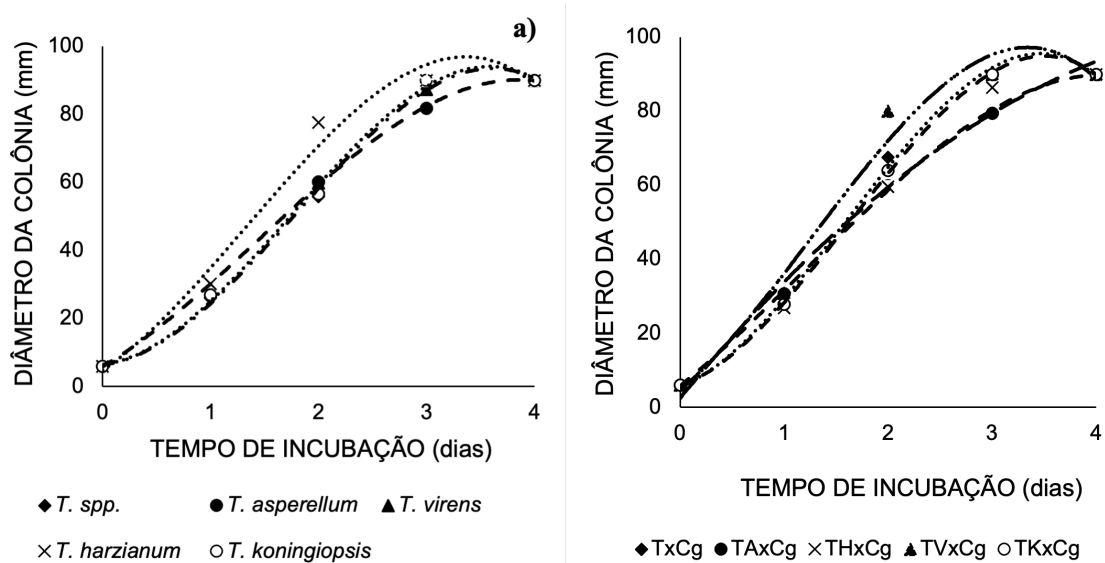 a)
DIÂMETRO DA COLÔNIA (mm)
100
80
60
40
20
0
0 1 2 3 4
TEMPO DE INCUBAÇÃO (dias)
T. spp. T. asperellum T. virens
T. harzianum T. koningiopsis
DIÂMETRO DA COLÔNIA (mm)
100
80
60
40
20
0
0 1 2 3 4
TEMPO DE INCUBAÇÃO (dias)
TxCg TAxCg THxCg TVxCg TKxCg